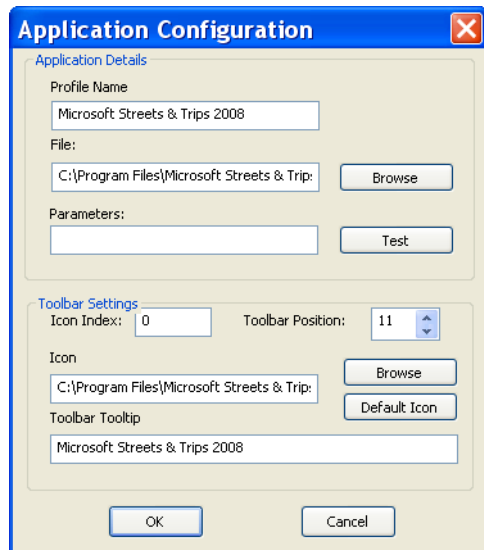 Application Configuration
Application Details
Profile Name
Microsoft Streets & Trips 2008
File:
C:\Program Files\Microsoft Streets & Trip:
Browse
Parameters:
Test
Toolbar Settings
Icon Index: 0 Toolbar Position: 11
Icon
C:\Program Files\Microsoft Streets & Trip:
Browse
Default Icon
Toolbar Tooltip
Microsoft Streets & Trips 2008
OK Cancel